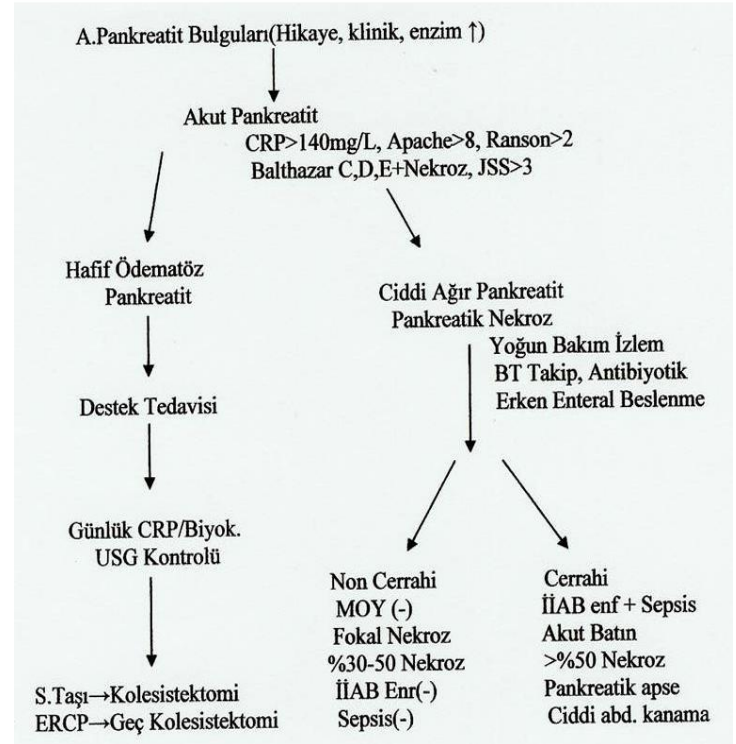 A.Pankreatit Bulguları(Hikaye, klinik, enzim ↑)
Akut Pankreatit
CRP>140mg/L, Apache>8, Ranson>2
Balthazar C,D,E+Nekroz, JSS>3
Hafif Ödematöz
Pankreatit
Destek Tedavisi
Günlük CRP/Biyok.
USG Kontrolü
S.Taşı→Kolesistektomi
ERCP→Geç Kolesistektomi
Ciddi Ağır Pankreatit
Pankreatik Nekroz
Yoğun Bakım İzlem
BT Takip, Antibiyotik
Erken Enteral Beslenme
Non Cerrahi
MOY (-)
Fokal Nekroz
%30-50 Nekroz
İİAB Enr(-)
Sepsis(-)
Cerrahi
İİAB enf + Sepsis
Akut Batın
>%50 Nekroz
Pankreatik apse
Ciddi abd. kanama